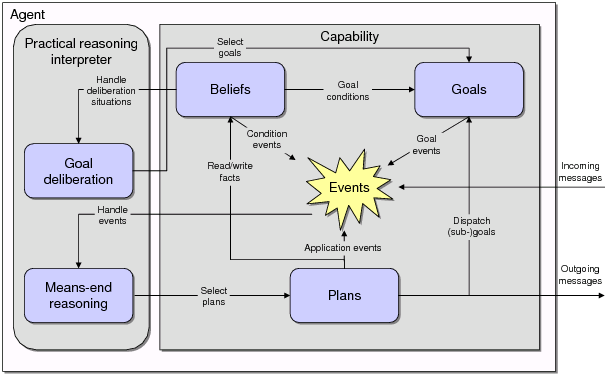 Agent
Practical reasoning
interpreter
Capability
Select
goals
Handle
deliberation
situations
Beliefs
Goal
conditions
Goals
Condition
events
Goal
events
Goal
deliberation
Read/write
facts
Events
Incoming
messages
Handle
events
Dispatch
(sub-)goals
Application events
Means-end
reasoning
Select
plans
Plans
Outgoing
messages